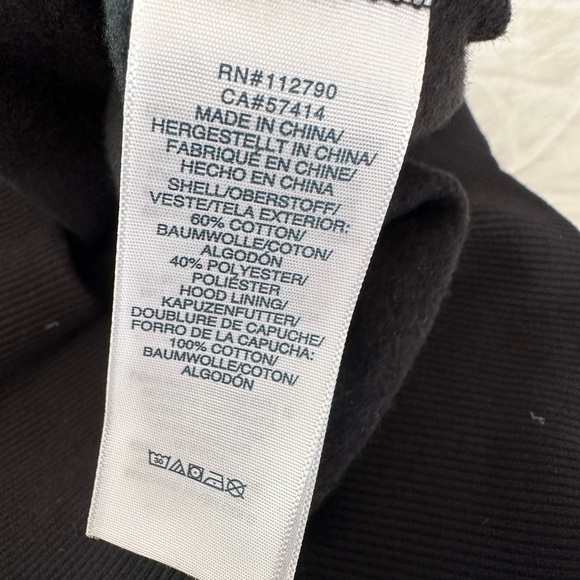 RN#112790
CA#57414
MADE IN CHINA/
HERGESTELLT IN CHINA/
FABRIQUÉ EN CHINE/
HECHO EN CHINA
SHELL/OBERSTOFF/
VESTE/TELA EXTERIOR:
60% COTTON/
BAUMWOLLE/COTON/
ALGODÓN
40% POLYESTER/
POLIÉSTER
HOOD LINING/
KAPUZENFUTTER/
DOUBLURE DE CAPUCHE/
FORRO DE LA CAPUCHA:
100% COTTON/
BAUMWOLLE/COTON/
ALGODÓN
30